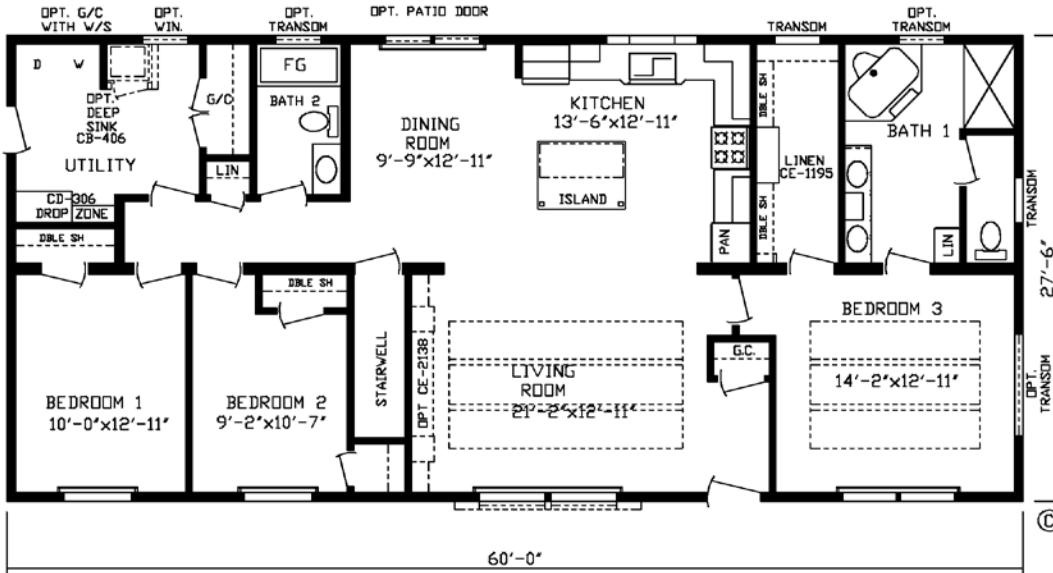 OPT. G/C
WITH W/S
OPT.
WIN.
OPT.
TRANSOM
OPT. PATIO DOOR
TRANSOM
OPT.
TRANSOM
D W
OPT.
DEEP
SINK
CB-406
UTILITY
G/C
FG
BATH 2
DINING
ROOM
9'-9"x12'-11"
KITCHEN
13'-6"x12'-11"
ISLAND
PAN
DBLE SH
LINEN
CE-1195
DBLE SH
BATH 1
LIN
TRANSOM
27'-6"
LIN
CD-306
DROP ZONE
DBLE SH
DBLE SH
BEDROOM 1
10'-0"x12'-11"
BEDROOM 2
9'-2"x10'-7"
STAIRWELL
OPT CE-2138
LIVING
ROOM
21'-2"x12'-11"
G.C.
BEDROOM 3
14'-2"x12'-11"
OPT.
TRANSOM
©
60'-0"